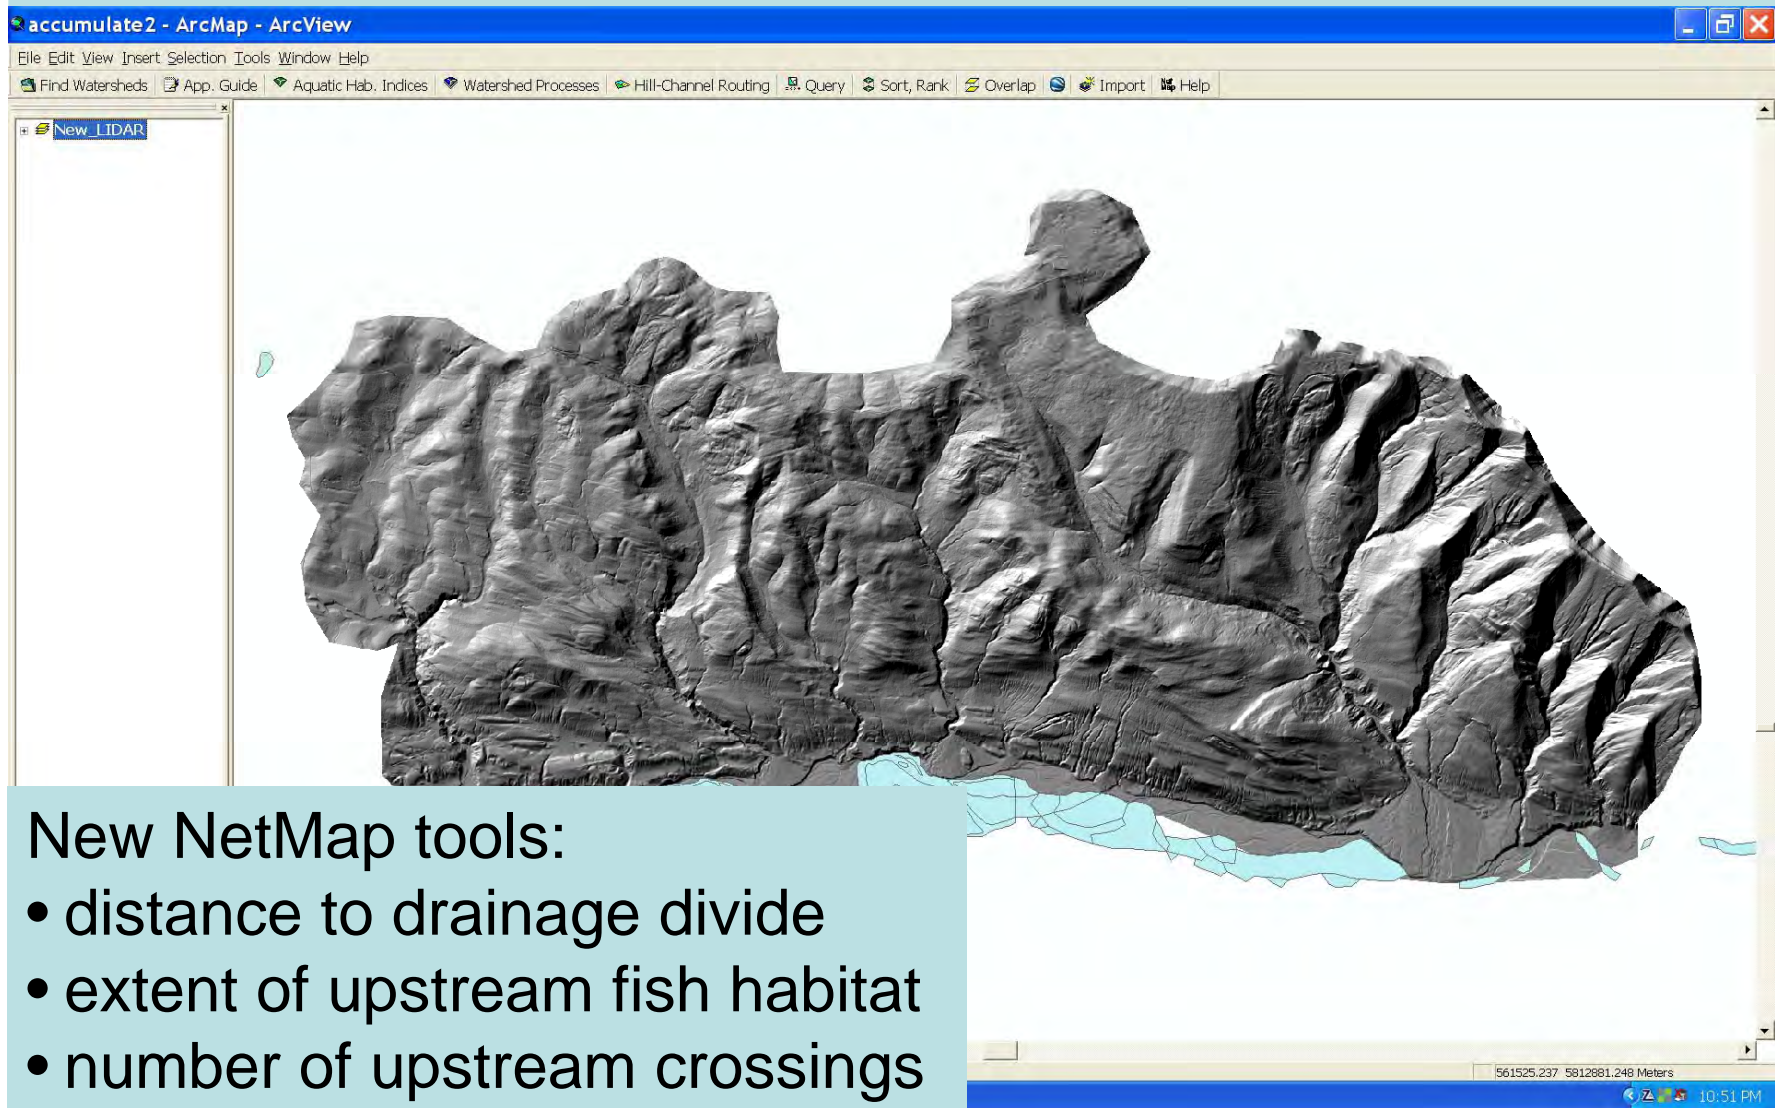 accumulate2 - ArcMap - ArcView
File Edit View Insert Selection Tools Window Help
Find Watersheds App. Guide Aquatic Hab. Indices Watershed Processes Hill-Channel Routing Query Sort, Rank Overlap Import Help
New_LIDAR
New NetMap tools:
• distance to drainage divide
• extent of upstream fish habitat
• number of upstream crossings
561525.237 5812881.248 Meters
10:51 PM